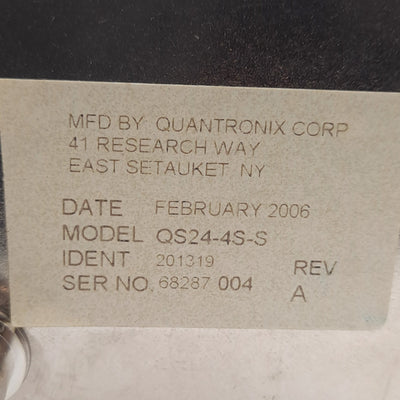 MFD BY QUANTRONIX CORP
41 RESEARCH WAY
EAST SETAUKET NY
DATE FEBRUARY 2006
MODEL QS24-4S-S
IDENT 201319 REV
SER NO. 68287 004 A